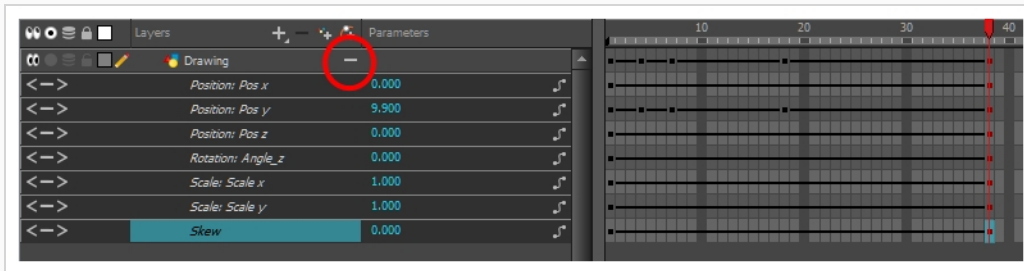 Layers Parameters 10 20 30 40
Drawing
Position: Pos x 0.000
Position: Pos y 9.900
Position: Pos z 0.000
Rotation: Angle_z 0.000
Scale: Scale x 1.000
Scale: Scale y 1.000
Skew 0.000